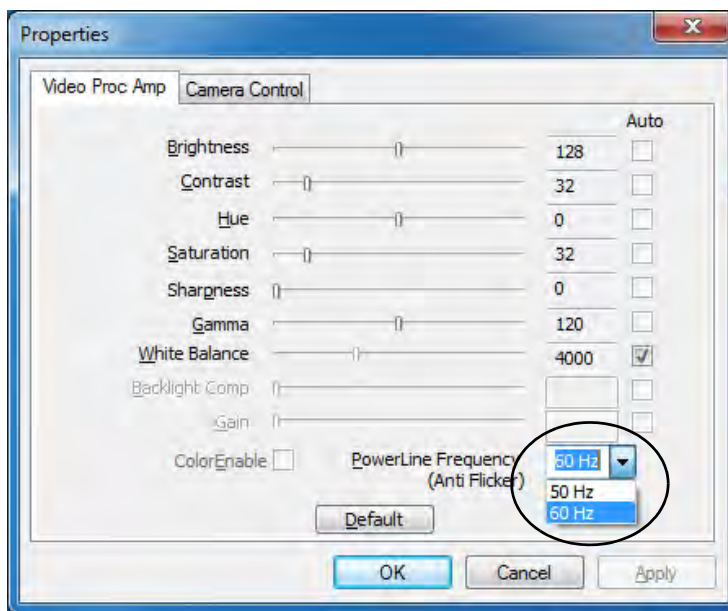 Properties
Video Proc Amp Camera Control
Auto
Brightness 128
Contrast 32
Hue 0
Saturation 32
Sharpness 0
Gamma 120
White Balance 4000
Backlight Comp
Gain
ColorEnable PowerLine Frequency 60 Hz
(Anti Flicker)
50 Hz
60 Hz
Default
OK Cancel Apply